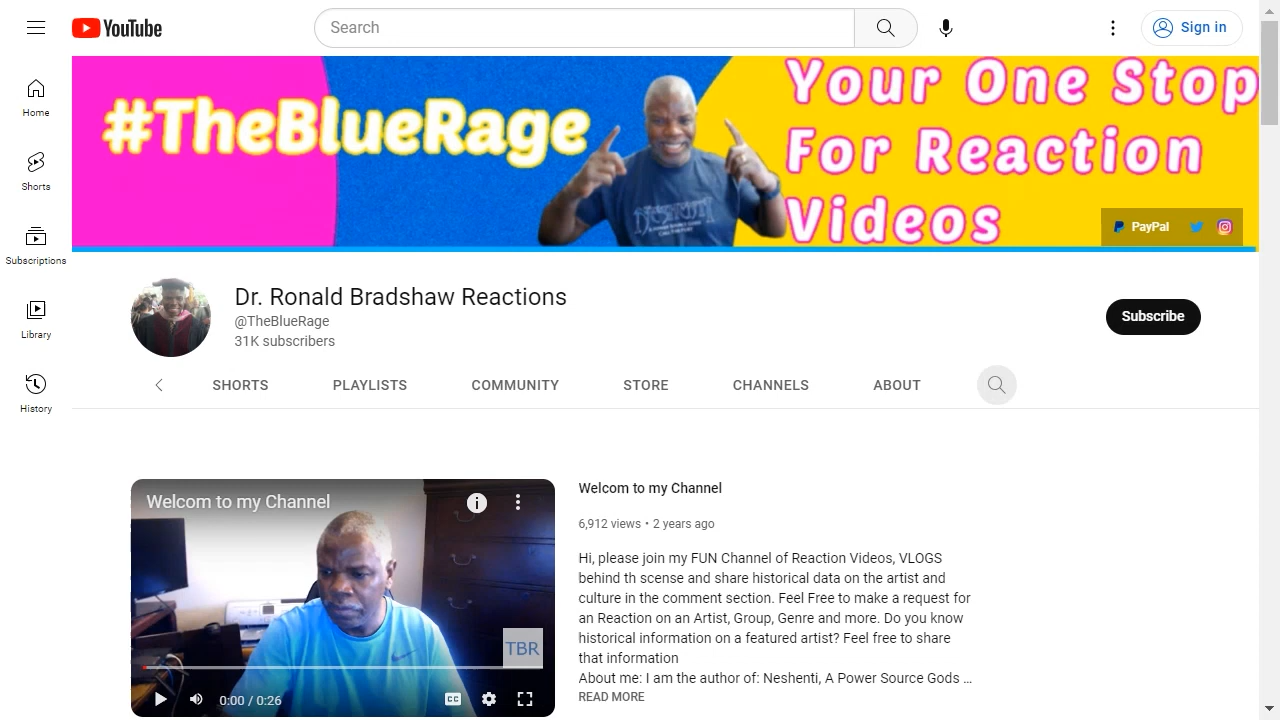 YouTube
Search
Sign in
Home
Shorts
Subscriptions
Library
History
#TheBlueRage
Your One Stop
For Reaction
Videos
PayPal
Dr. Ronald Bradshaw Reactions
@TheBlueRage
31K subscribers
Subscribe
SHORTS
PLAYLISTS
COMMUNITY
STORE
CHANNELS
ABOUT
Welcom to my Channel
TBR
0:00 / 0:26
CC
Welcom to my Channel
6,912 views • 2 years ago
Hi, please join my FUN Channel of Reaction Videos, VLOGS
behind th scense and share historical data on the artist and
culture in the comment section. Feel Free to make a request for
an Reaction on an Artist, Group, Genre and more. Do you know
historical information on a featured artist? Feel free to share
that information
About me: I am the author of: Neshenti, A Power Source Gods ...
READ MORE